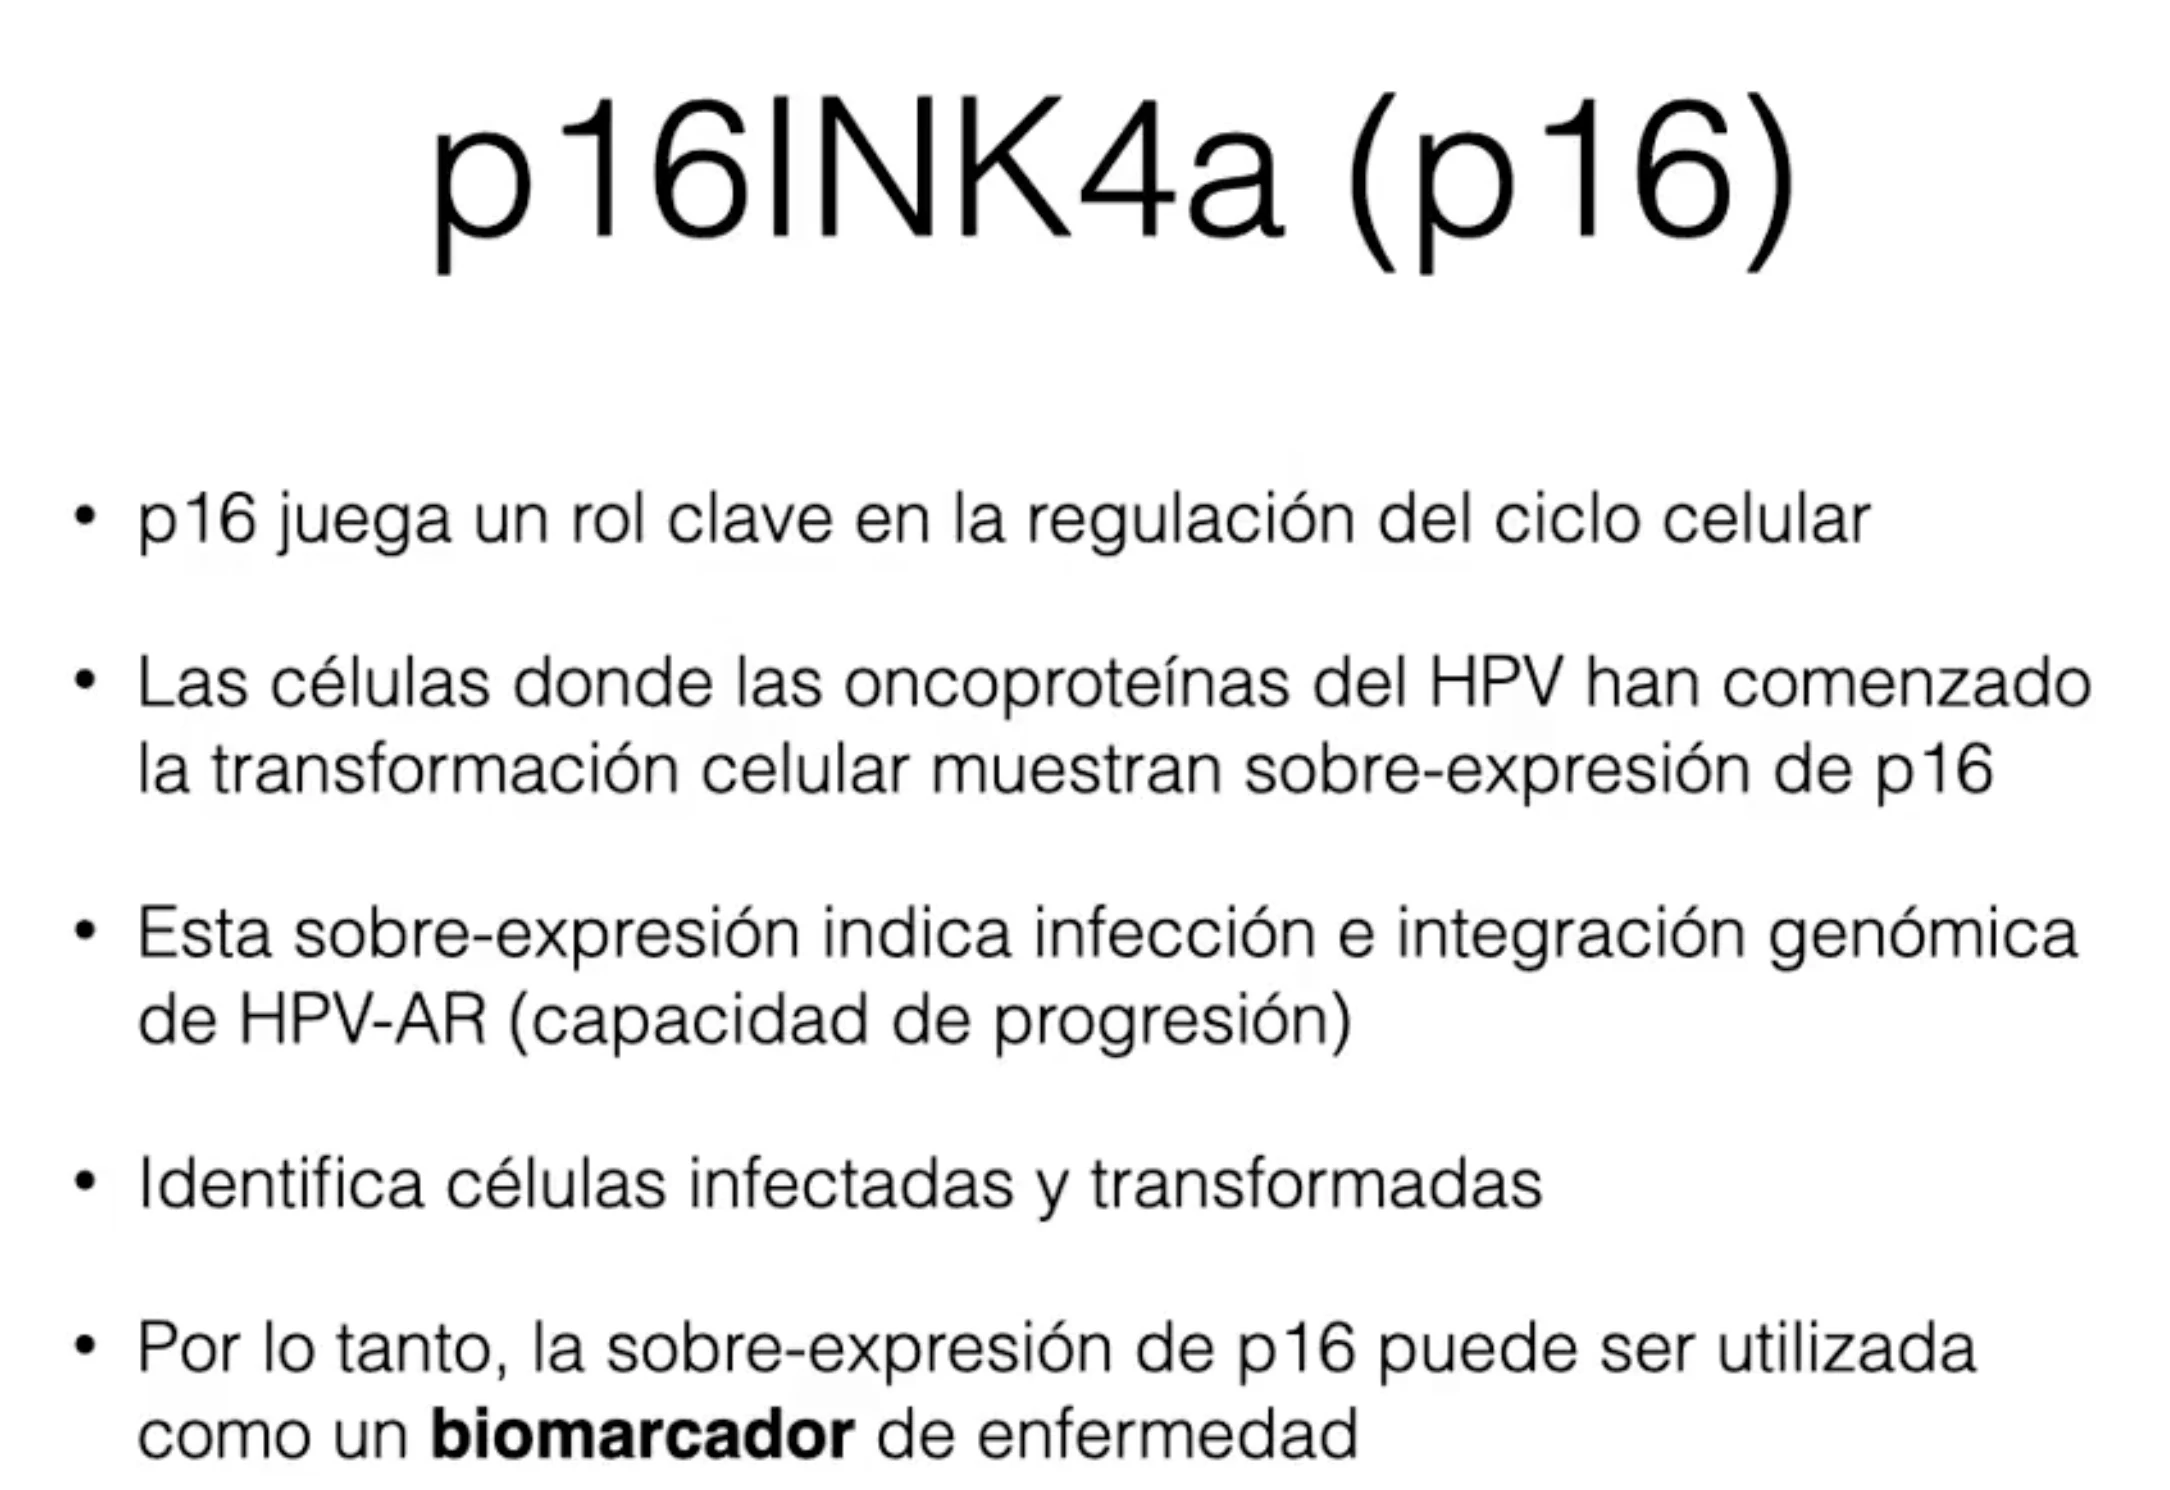 p16INK4a (p16)
• p16 juega un rol clave en la regulación del ciclo celular
• Las células donde las oncoproteínas del HPV han comenzado
la transformación celular muestran sobre-expresión de p16
• Esta sobre-expresión indica infección e integración genómica
de HPV-AR (capacidad de progresión)
• Identifica células infectadas y transformadas
• Por lo tanto, la sobre-expresión de p16 puede ser utilizada
como un biomarcador de enfermedad